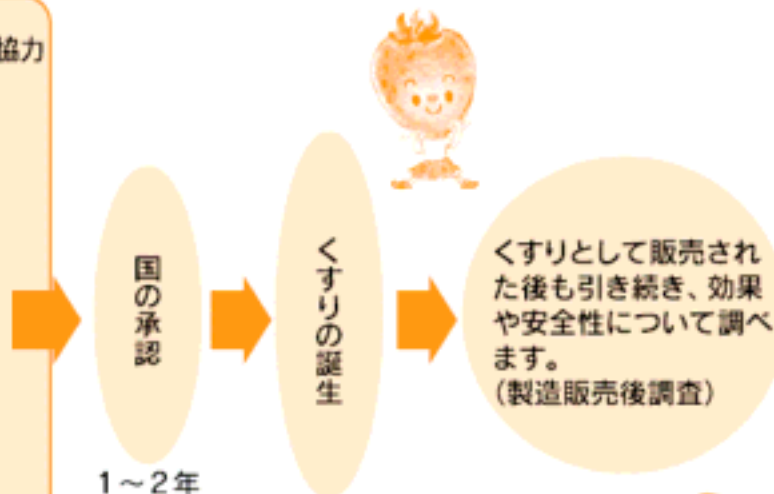 協力
国の承認
1～2年
くすりの誕生
くすりとして販売され
た後も引き続き、効果
や安全性について調べ
ます。
(製造販売後調査)